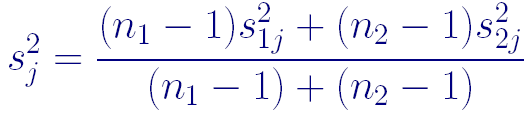 s_j^2 = \frac{(n_1 - 1)s_{1j}^2 + (n_2 - 1)s_{2j}^2}{(n_1 - 1) + (n_2 - 1)}